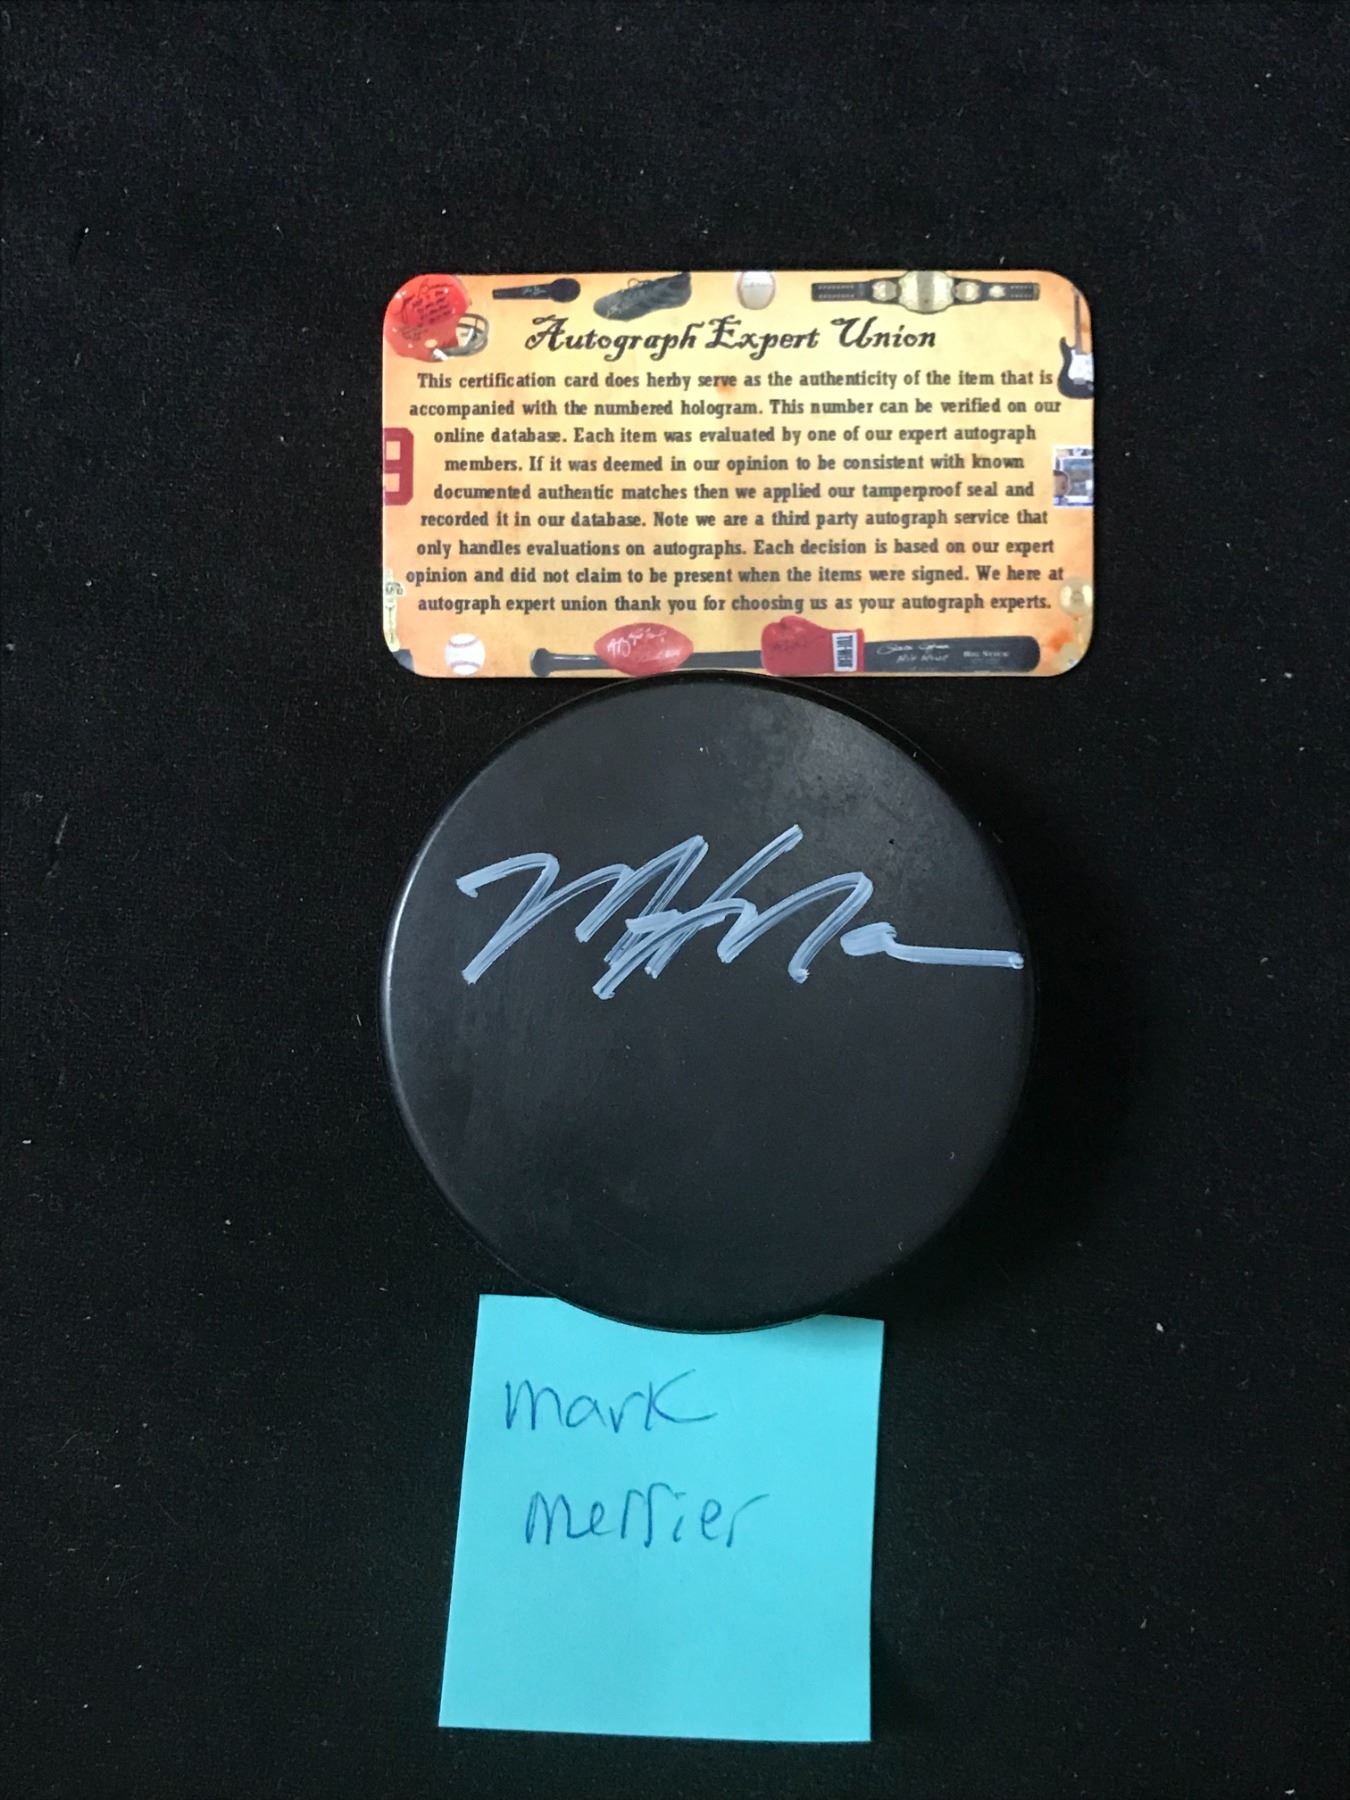 Autograph Expert Union
This certification card does herby serve as the authenticity of the item that is
accompanied with the numbered hologram. This number can be verified on our
online database. Each item was evaluated by one of our expert autograph
members. If it was deemed in our opinion to be consistent with known
documented authentic matches then we applied our tamperproof seal and
recorded it in our database. Note we are a third party autograph service that
only handles evaluations on autographs. Each decision is based on our expert
opinion and did not claim to be present when the items were signed. We here at
autograph expert union thank you for choosing us as your autograph experts.
mark
messier